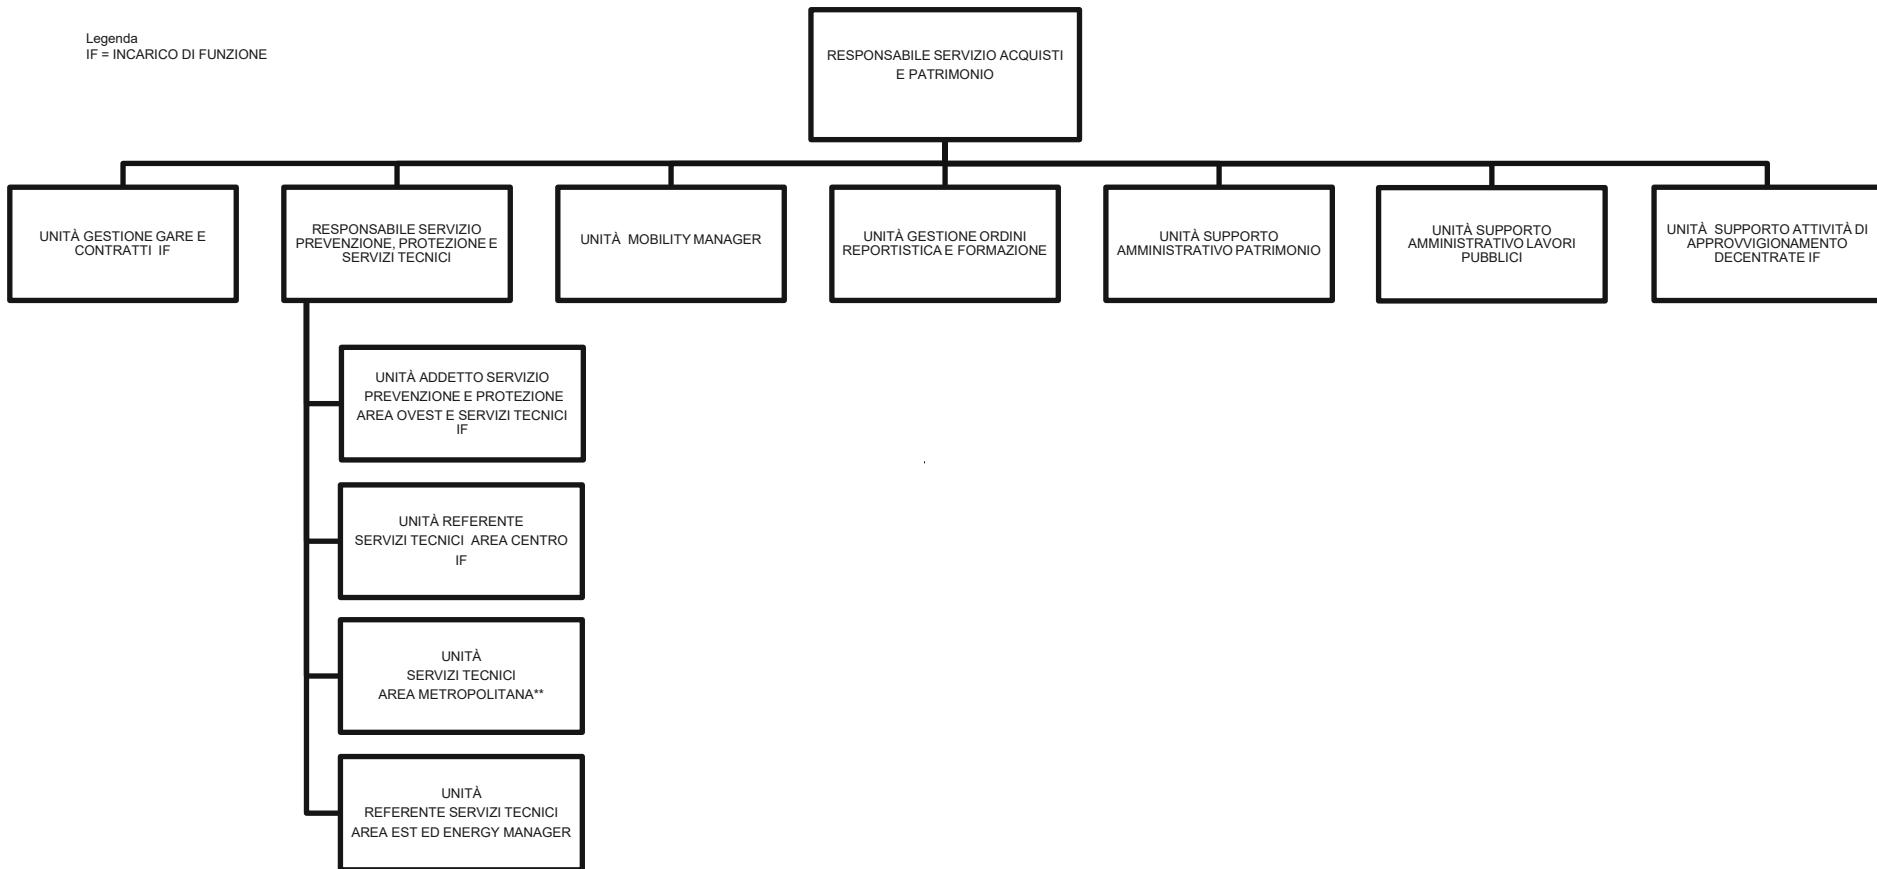 Legenda
IF = INCARICO DI FUNZIONE
RESPONSABILE SERVIZIO ACQUISTI
E PATRIMONIO
UNITÀ GESTIONE GARE E
CONTRATTI IF
RESPONSABILE SERVIZIO
PREVENZIONE, PROTEZIONE E
SERVIZI TECNICI
UNITÀ MOBILITY MANAGER
UNITÀ GESTIONE ORDINI
REPORTISTICA E FORMAZIONE
UNITÀ SUPPORTO
AMMINISTRATIVO PATRIMONIO
UNITÀ SUPPORTO
AMMINISTRATIVO LAVORI
PUBBLICI
UNITÀ SUPPORTO ATTIVITÀ DI
APPROVVIGIONAMENTO
DECENTRATE IF
UNITÀ ADDETTO SERVIZIO
PREVENZIONE E PROTEZIONE
AREA OVEST E SERVIZI TECNICI
IF
UNITÀ REFERENTE
SERVIZI TECNICI AREA CENTRO
IF
UNITÀ
SERVIZI TECNICI
AREA METROPOLITANA**
UNITÀ
REFERENTE SERVIZI TECNICI
AREA EST ED ENERGY MANAGER